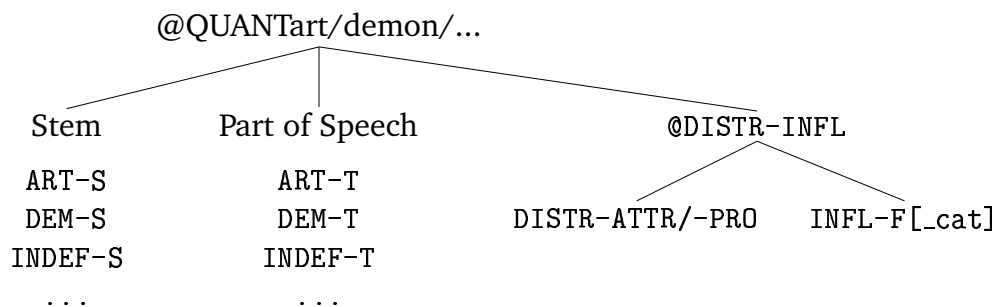 @QUANTart/demon/...
Stem Part of Speech @DISTR-INFL
ART-S ART-T
DEM-S DEM-T DISTR-ATTR/-PRO INFL-F[_cat]
INDEF-S INDEF-T
... ...